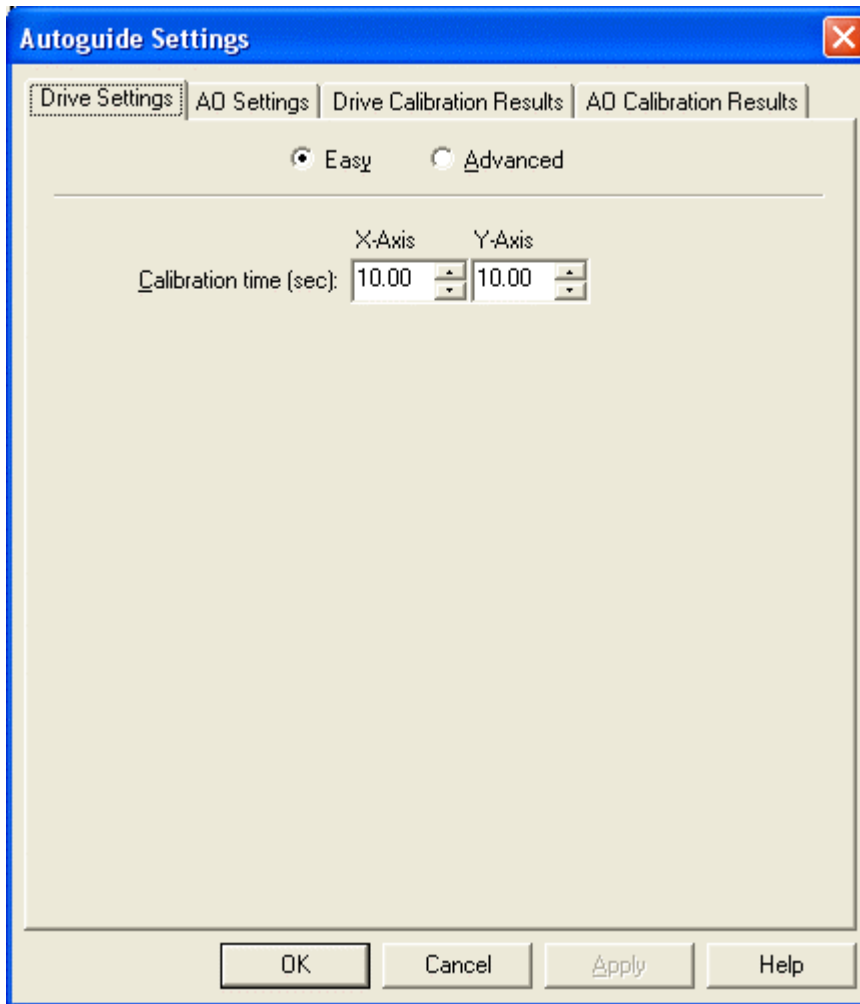 Autoguide Settings
Drive Settings AO Settings Drive Calibration Results AO Calibration Results
Easy Advanced
X-Axis Y-Axis
Calibration time (sec): 10.00 10.00
OK Cancel Apply Help